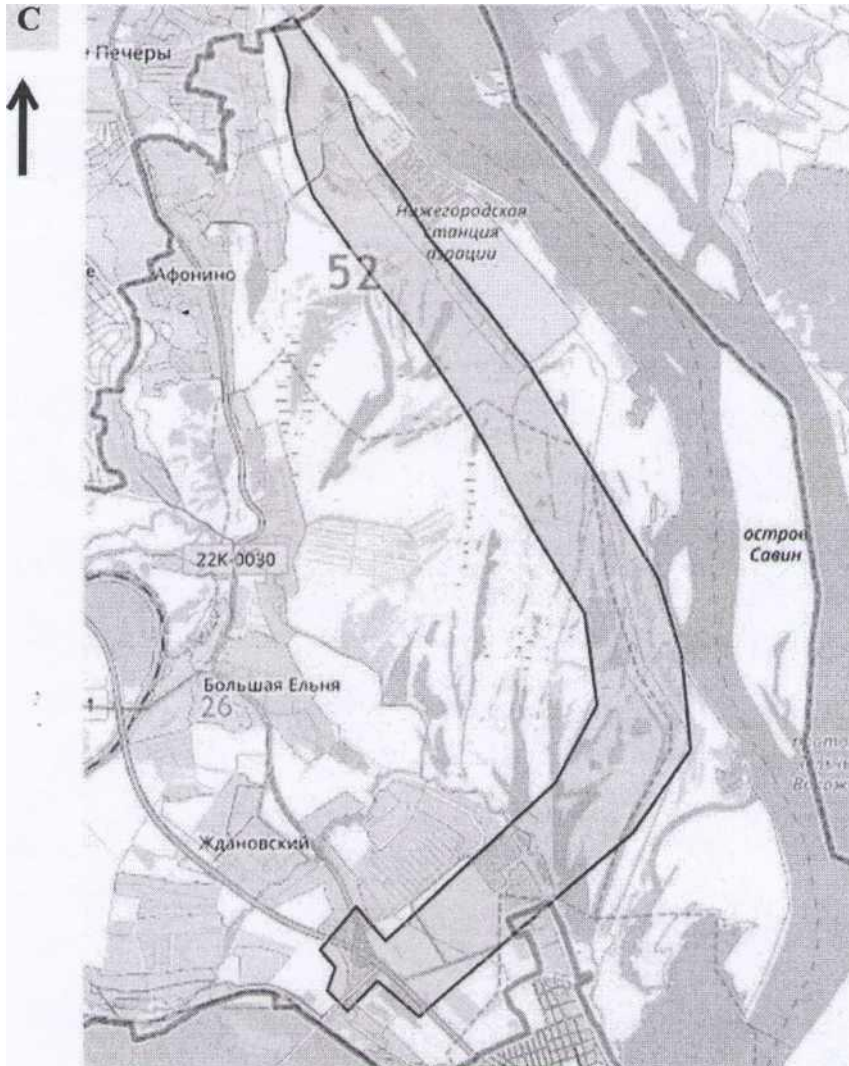 С
Печеры
Нижегородская
станция
аэрации
52
Афонино
остров
Савин
22К-0030
Большая Ельня
26
Ждановский